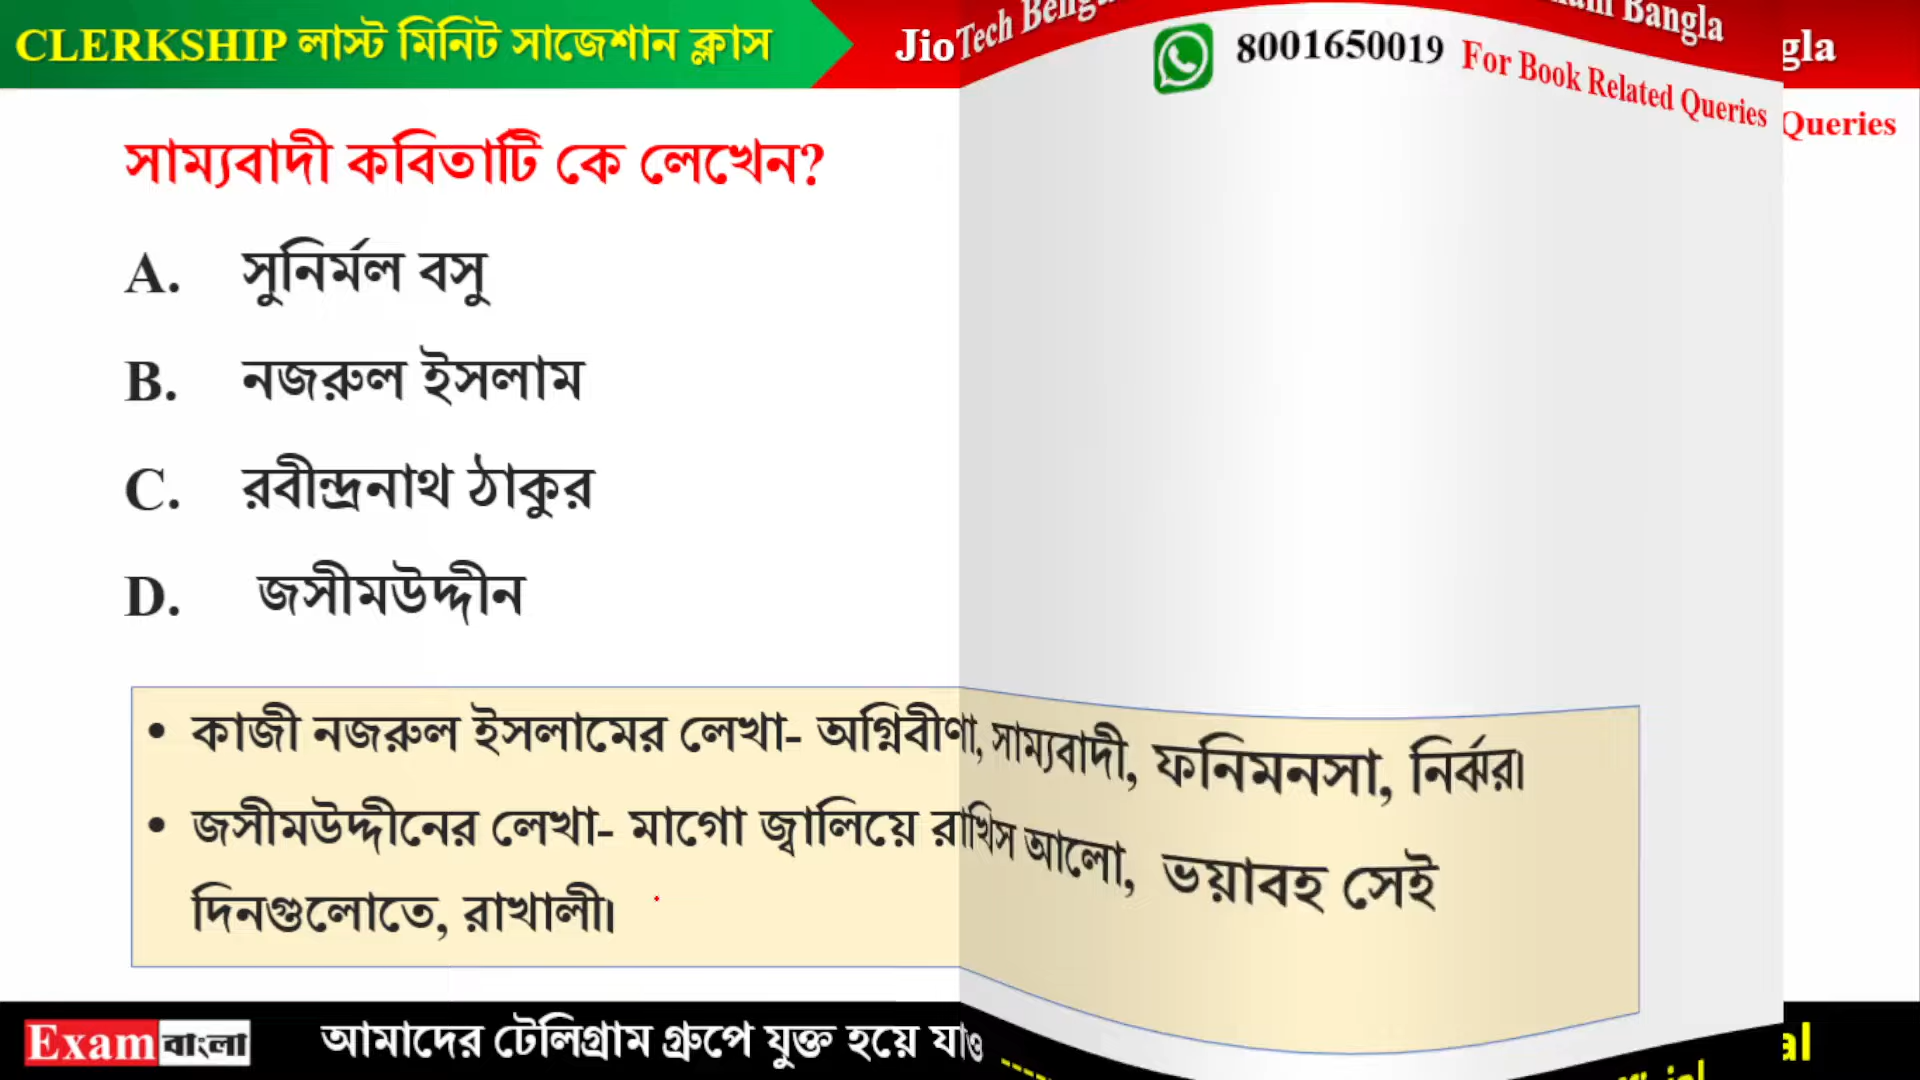 CLERKSHIP লাস্ট মিনিট সাজেশান ক্লাস
JioTech
Bangla
gla
8001650019 For Book Related Queries
Queries
সাম্যবাদী কবিতাটি কে লেখেন?
A. সুনির্মল বসু
B. নজরুল ইসলাম
C. রবীন্দ্রনাথ ঠাকুর
D. জসীমউদ্দীন
• কাজী নজরুল ইসলামের লেখা- অগ্নিবীণা, সাম্যবাদী, ফনিমনসা, নির্ঝর।
• জসীমউদ্দীনের লেখা- মাগো জ্বালিয়ে রাখিস আলো, ভয়াবহ সেই
দিনগুলোতে, রাখালী।
Exam বাংলা
আমাদের টেলিগ্রাম গ্রুপে যুক্ত হয়ে যাও ----
al